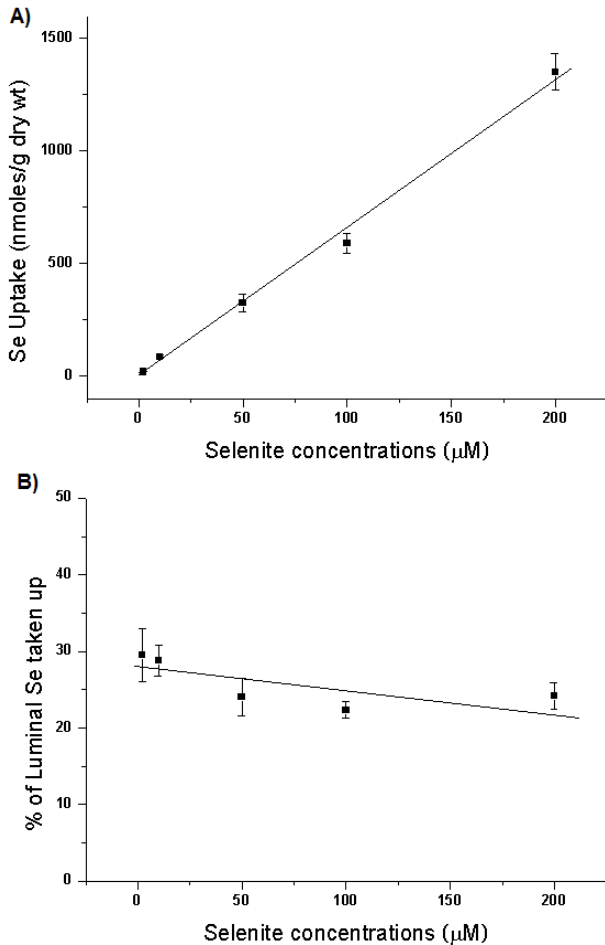 A)
Se Uptake (nmoles/g dry wt)
1500
1000
500
0
0 50 100 150 200
Selenite concentrations (μM)
B)
% of Luminal Se taken up
50
40
30
20
10
0
0 50 100 150 200
Selenite concentrations (μM)